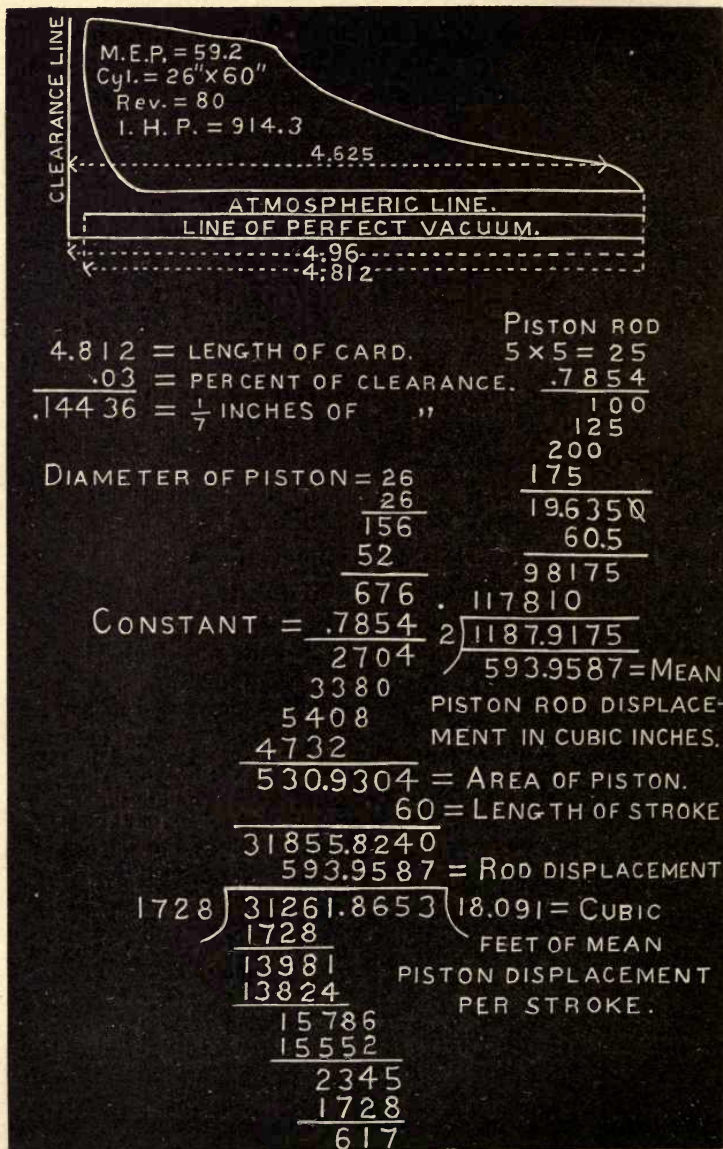 CLEARANCE LINE
M.E.P. = 59.2
Cyl. = 26" x 60"
Rev. = 80
I. H. P. = 914.3
4.625
ATMOSPHERIC LINE.
LINE OF PERFECT VACUUM.
4.96
4.812
4.812 = LENGTH OF CARD.
.03 = PERCENT OF CLEARANCE.
.14436 = 1/7 INCHES OF "
PISTON ROD
5 × 5 = 25
.7854
100
125
200
175
19.6350
60.5
98175
117810
2)1187.9175
593.9587 = MEAN
PISTON ROD DISPLACE-
MENT IN CUBIC INCHES.
DIAMETER OF PISTON = 26
26
156
52
676
CONSTANT = .7854
2704
3380
5408
4732
530.9304 = AREA OF PISTON.
60 = LENGTH OF STROKE
31855.8240
593.9587 = ROD DISPLACEMENT
1728)31261.8653(18.091 = CUBIC
FEET OF MEAN
PISTON DISPLACEMENT
PER STROKE.
1728
13981
13824
15786
15552
2345
1728
617